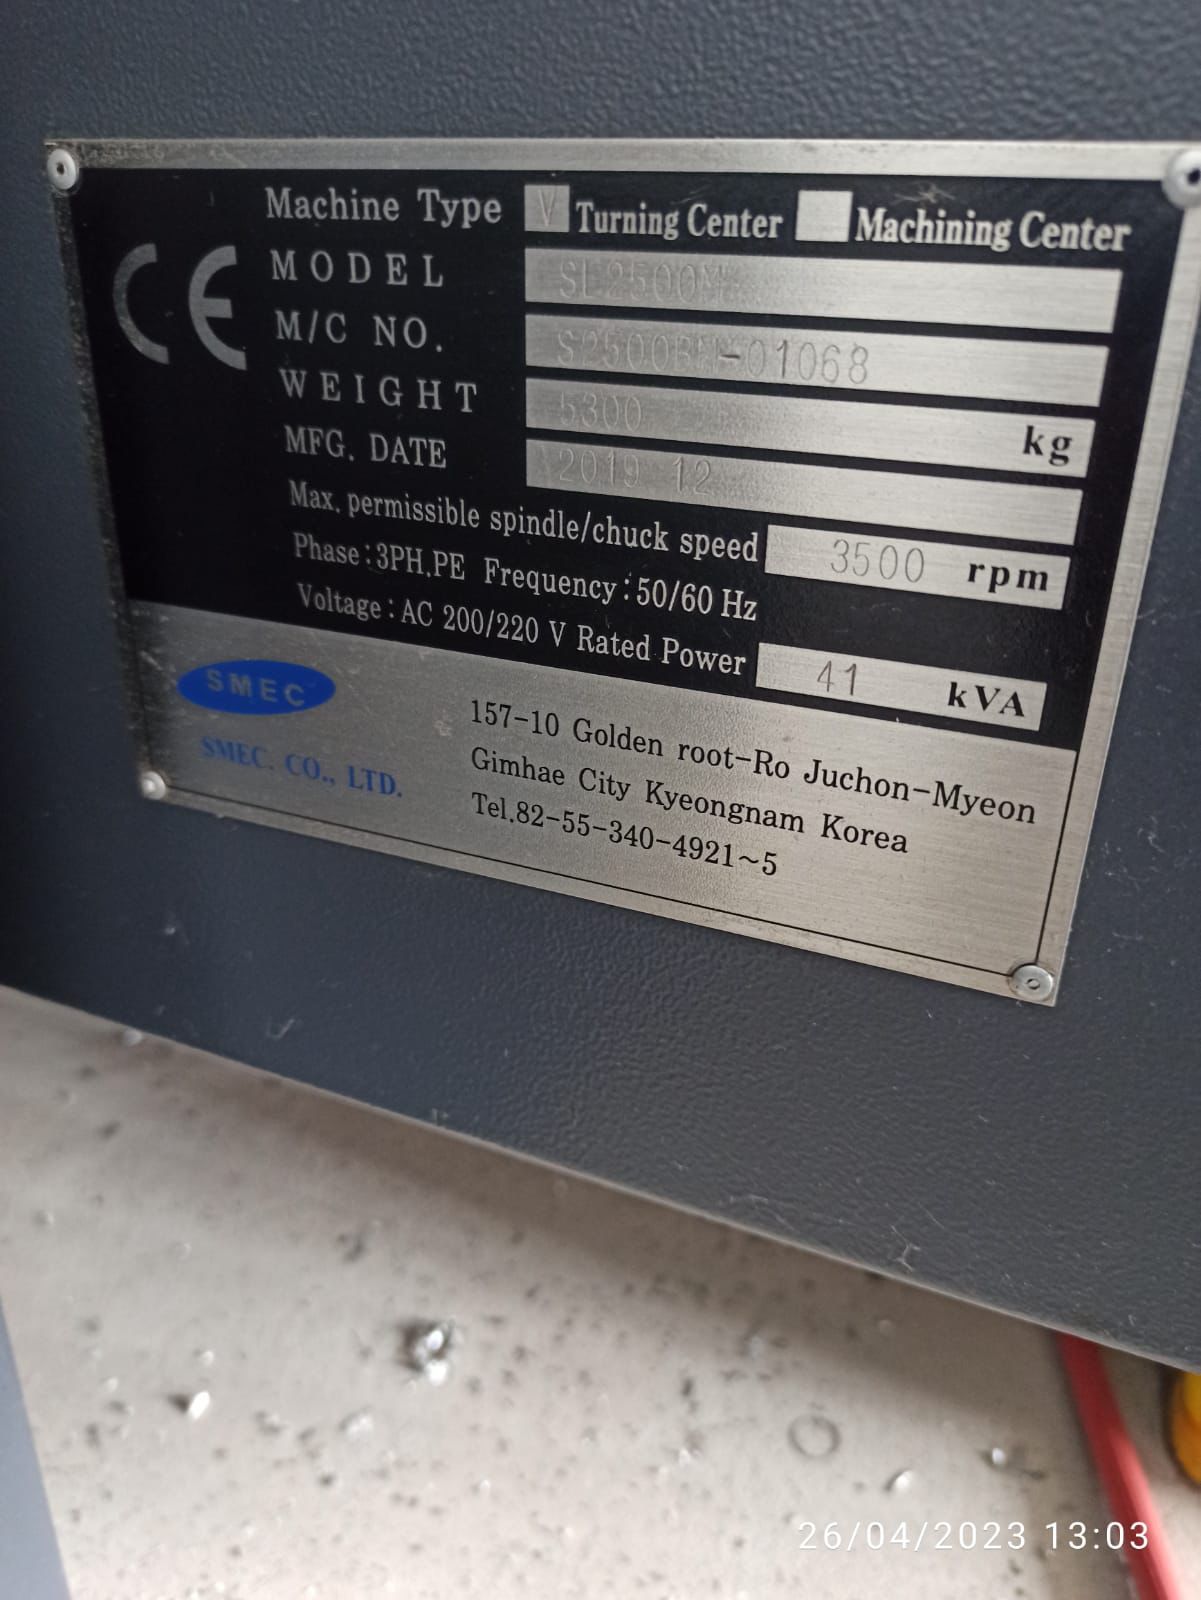 Machine Type V Turning Center Machining Center
CE
MODEL SL2500M
M/C NO. S2500BM-01068
WEIGHT 5300 kg
MFG. DATE 2019 12
Max. permissible spindle/chuck speed 3500 rpm
Phase:3PH.PE Frequency:50/60 Hz
Voltage:AC 200/220 V Rated Power 41 kVA
SMEC
SMEC. CO., LTD.
157-10 Golden root-Ro Juchon-Myeon
Gimhae City Kyeongnam Korea
Tel.82-55-340-4921~5
26/04/2023 13:03